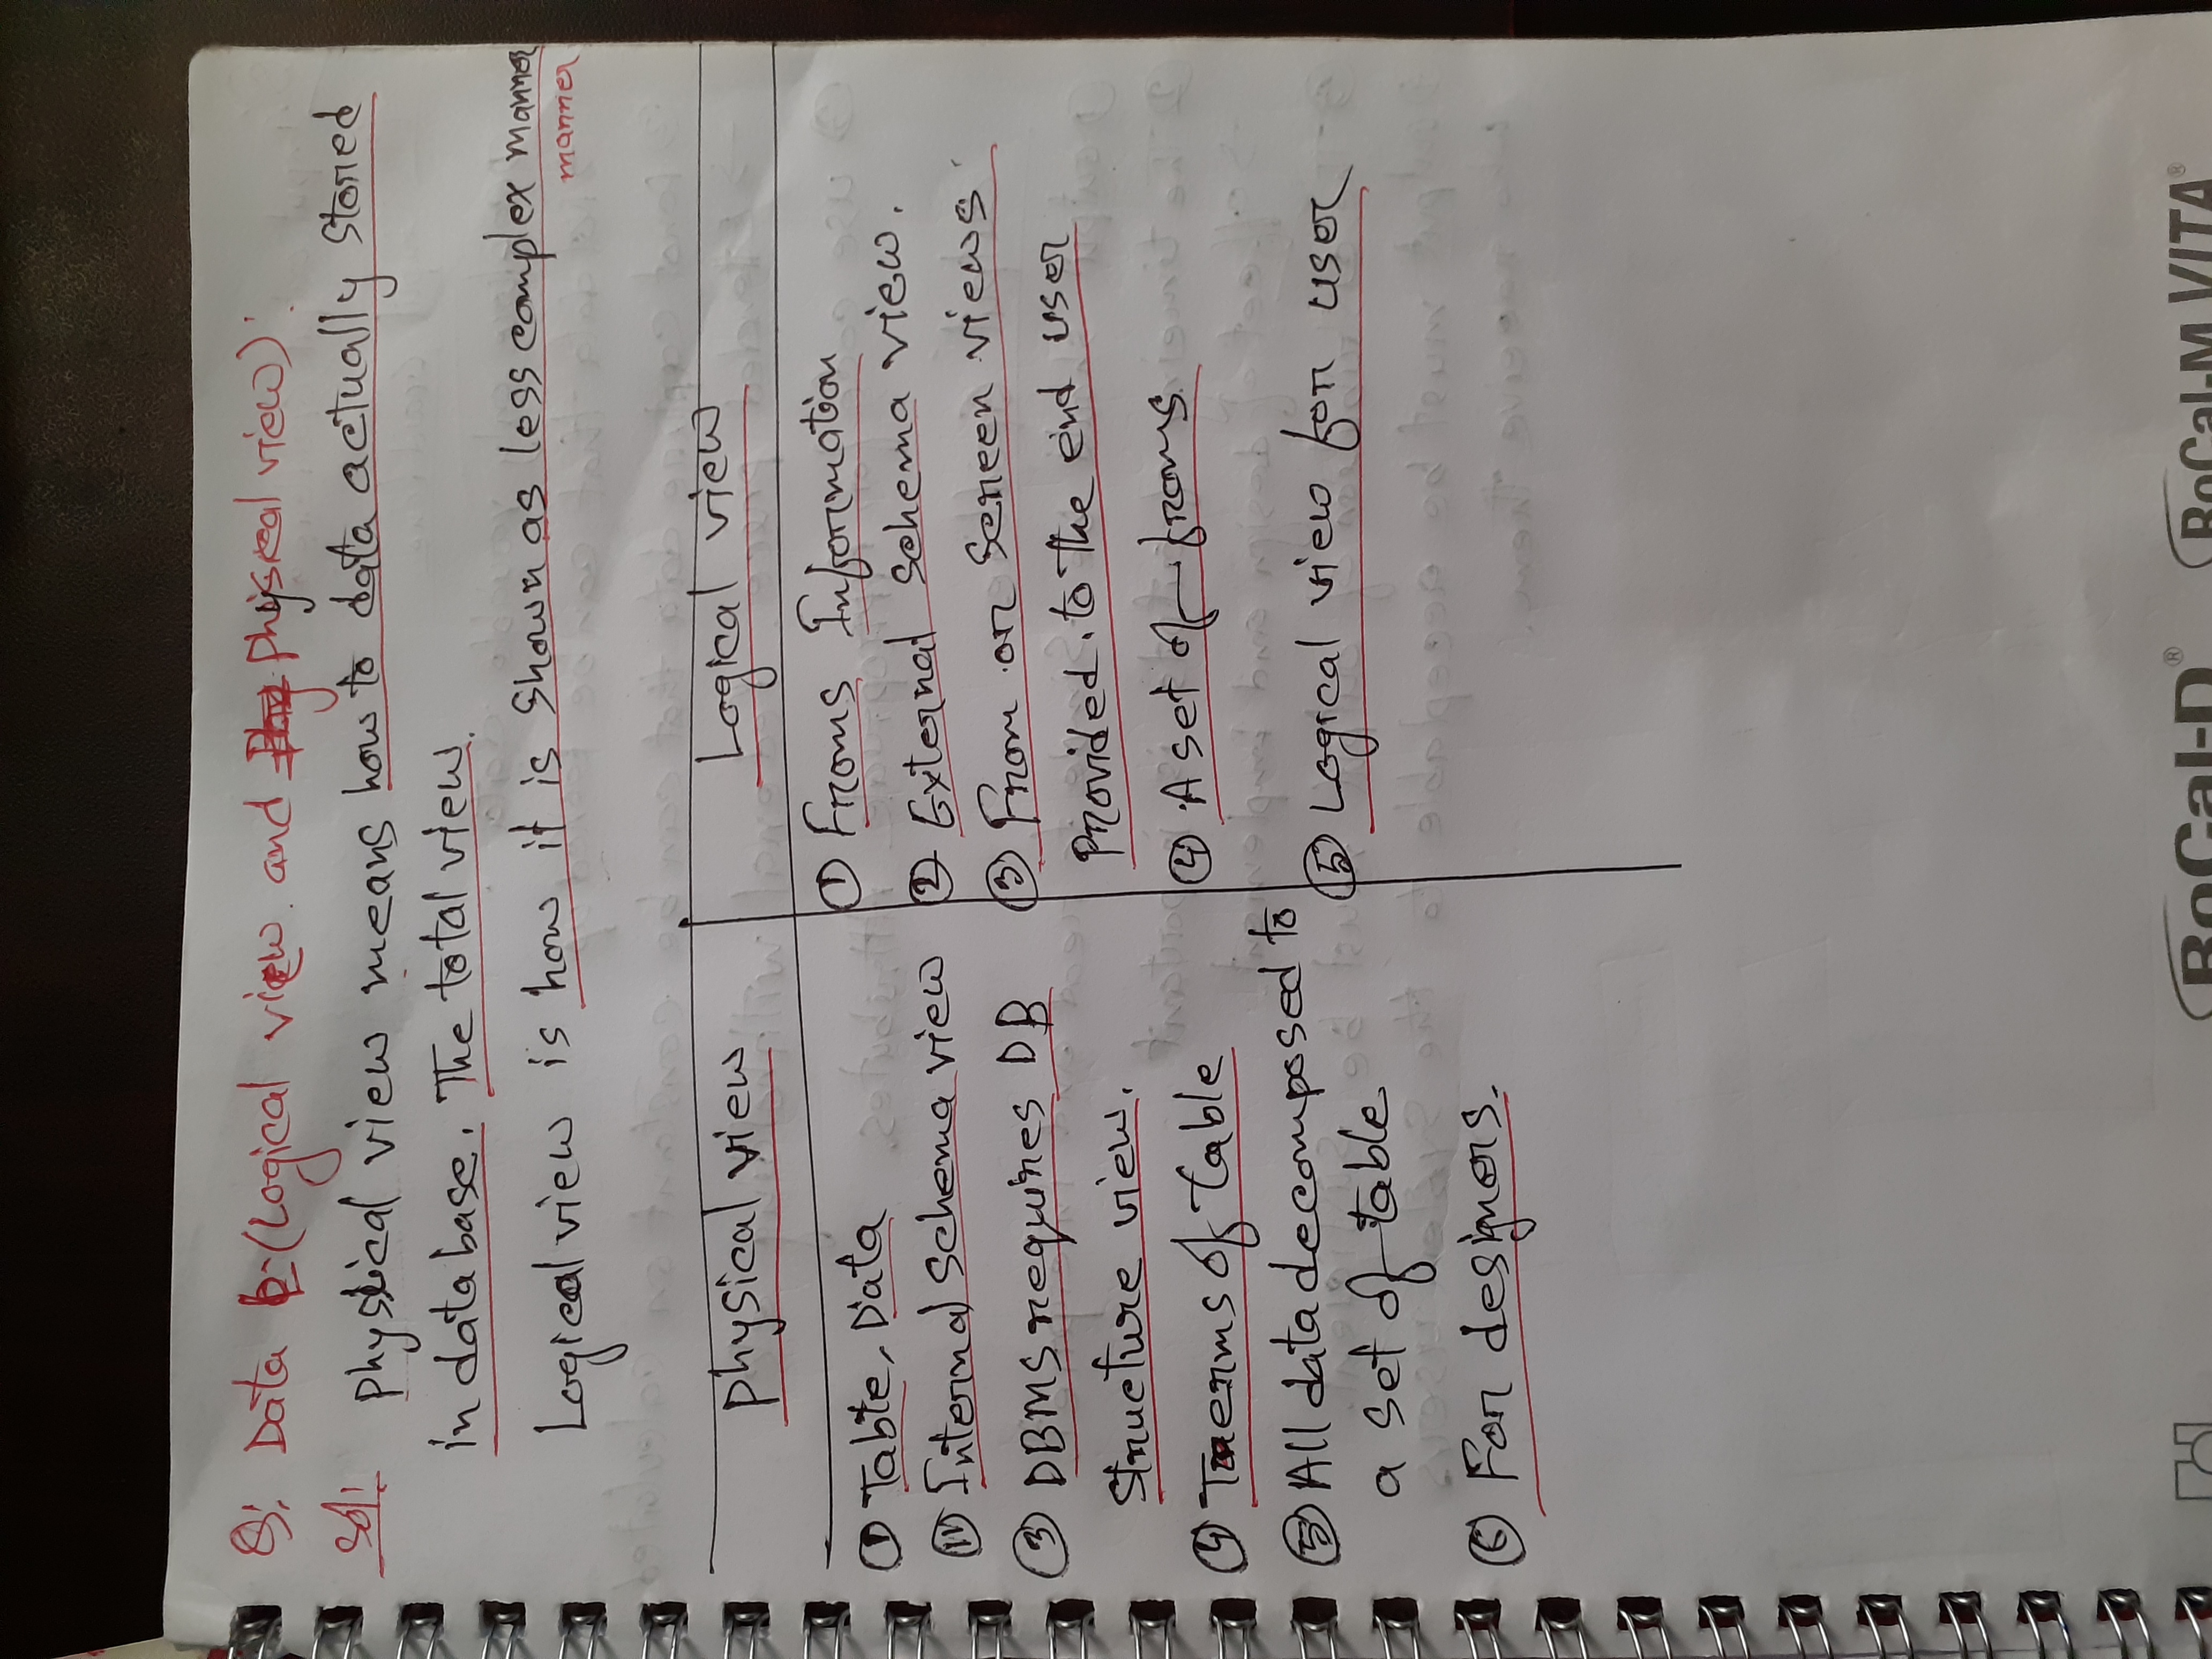 Q: Data (Logical view and Physical view):
Sol: Physical view means how to data actually stored
in database. The total view.
Logical view is how it is shown as less complex manner
manner
Physical view
Logical view
① Table, Data
⑪ Internal Schema view
③ DBMS requires DB
structure view.
④ Terms of table
⑤ All data decomposed to
a set of table
⑥ For designers.
① Froms Information
② External schema view.
③ From or Screen views
Provided to the end user
④ A set of froms
⑤ Logical view for user
RoCal-D®
RoCal-M VITA®